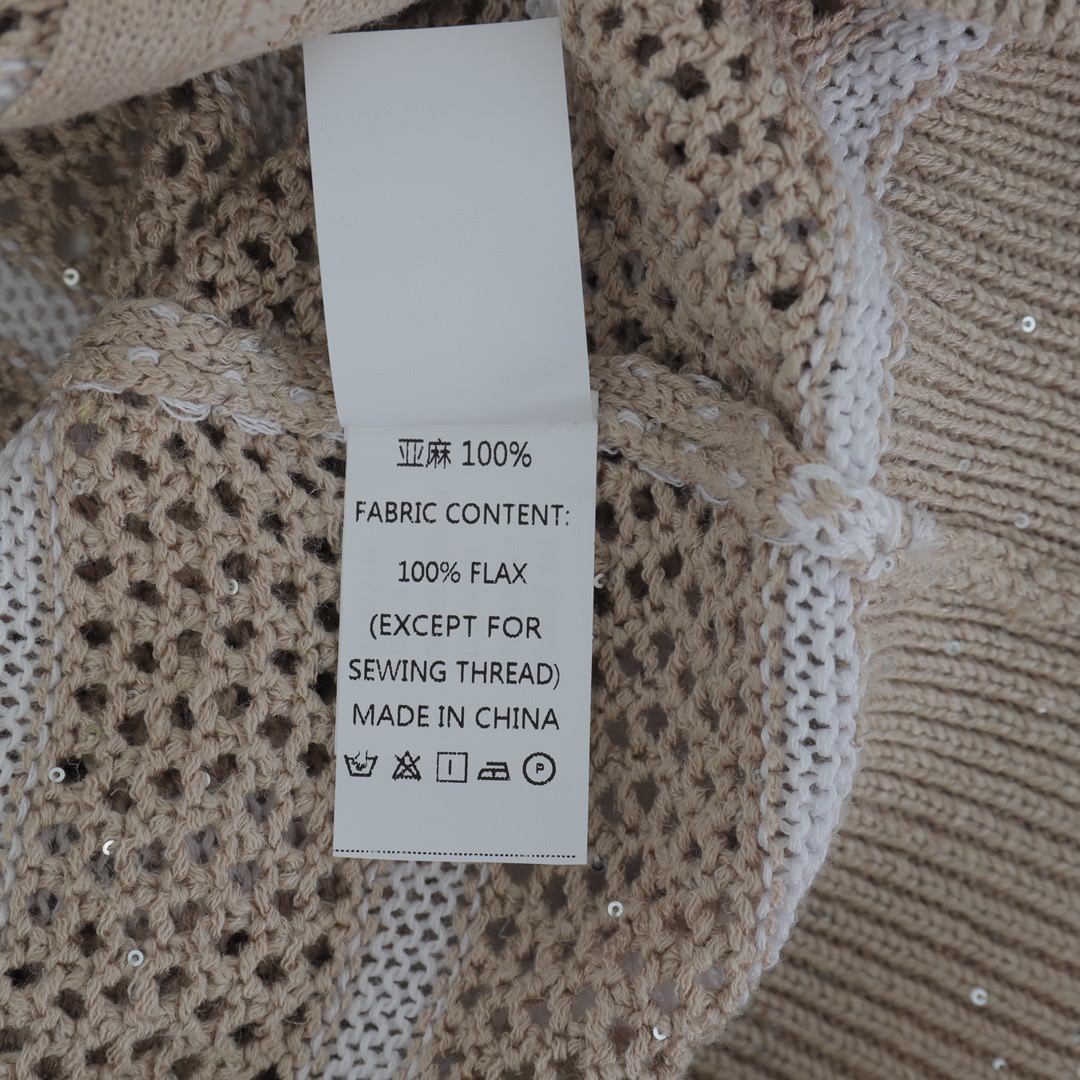 亚麻 100%
FABRIC CONTENT:
100% FLAX
(EXCEPT FOR
SEWING THREAD)
MADE IN CHINA
P